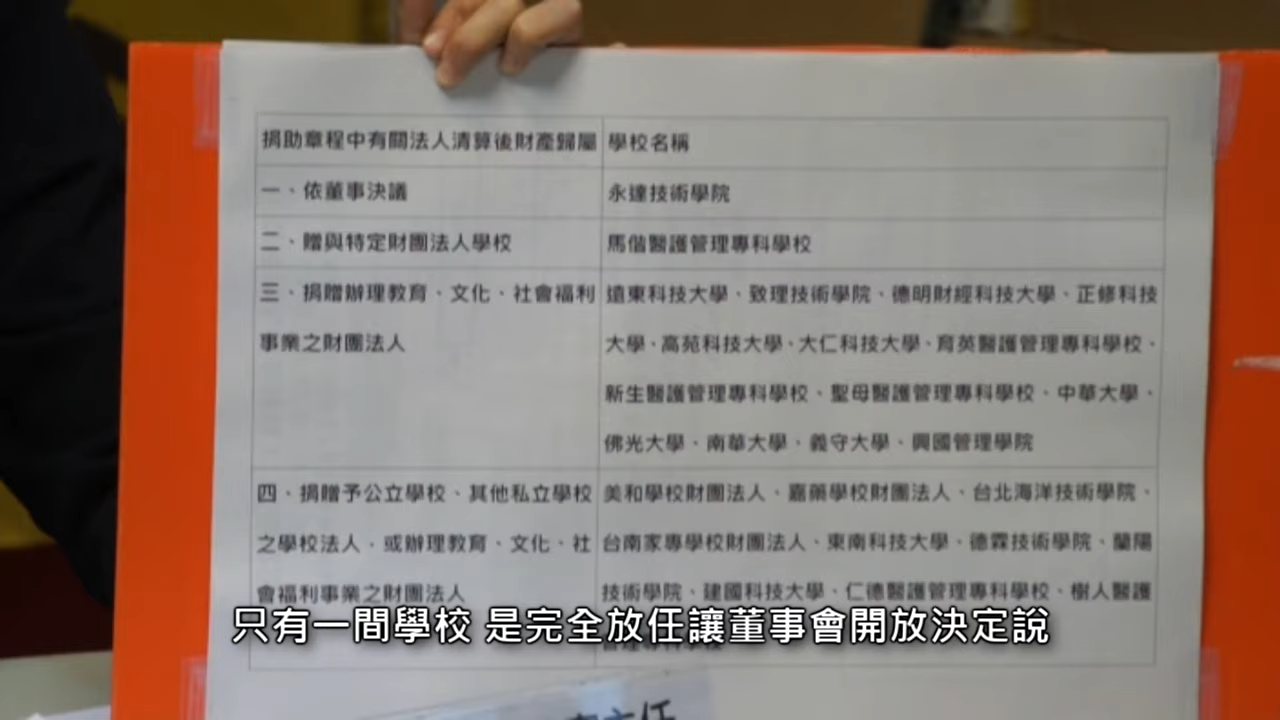 捐助章程中有關法人清算後財產歸屬
學校名稱
一、依董事決議
永達技術學院
二、贈與特定財團法人學校
馬偕醫護管理專科學校
三、捐贈辦理教育、文化、社會福利
事業之財團法人
遠東科技大學、致理技術學院、德明財經科技大學、正修科技
大學、高苑科技大學、大仁科技大學、育英醫護管理專科學校、
新生醫護管理專科學校、聖母醫護管理專科學校、中華大學、
佛光大學、南華大學、義守大學、興國管理學院
四、捐贈予公立學校、其他私立學校
之學校法人，或辦理教育、文化、社
會福利事業之財團法人
美和學校財團法人、嘉藥學校財團法人、台北海洋技術學院、
台南家專學校財團法人、東南科技大學、德霖技術學院、蘭陽
技術學院、建國科技大學、仁德醫護管理專科學校、樹人醫護
管理專科學校
只有一間學校 是完全放任讓董事會開放決定說
主任